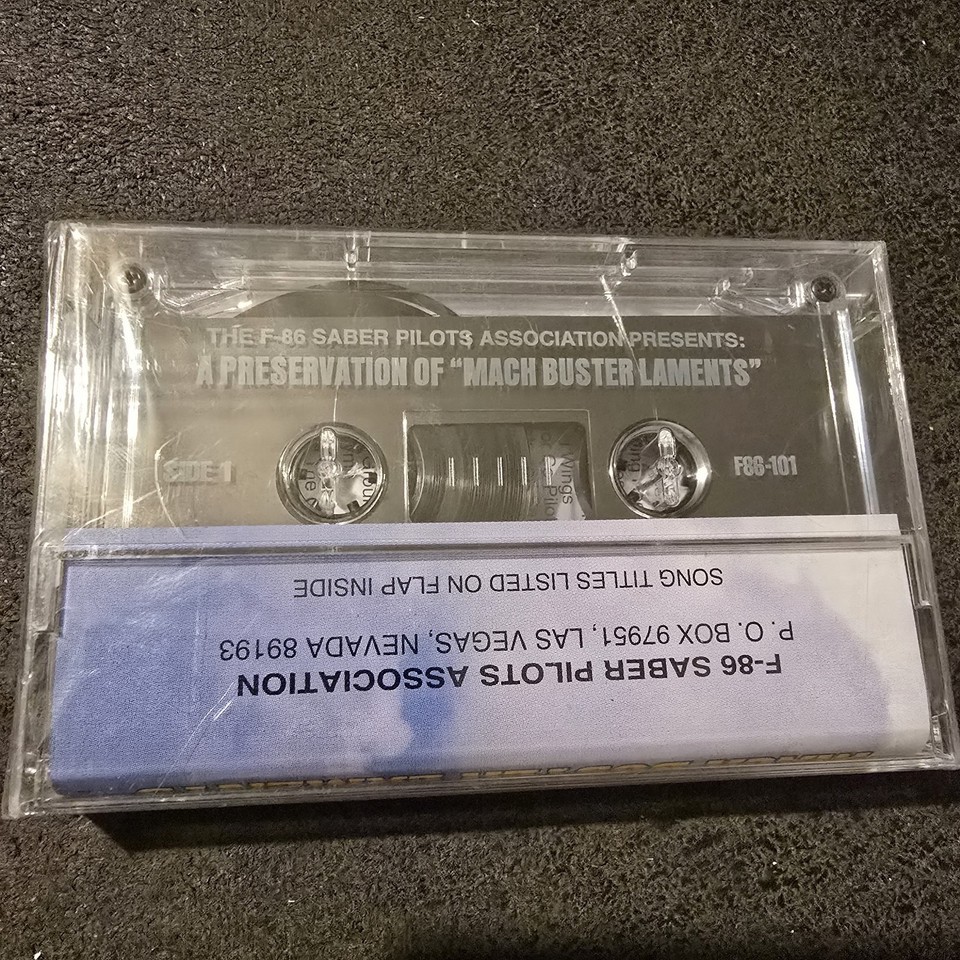 THE F-86 SABER PILOTS ASSOCIATION PRESENTS:
A PRESERVATION OF "MACH BUSTER LAMENTS"
SIDE 1
F86-101
Wings
F-86 SABER PILOTS ASSOCIATION
P. O. BOX 97951, LAS VEGAS, NEVADA 89193
SONG TITLES LISTED ON FLAP INSIDE